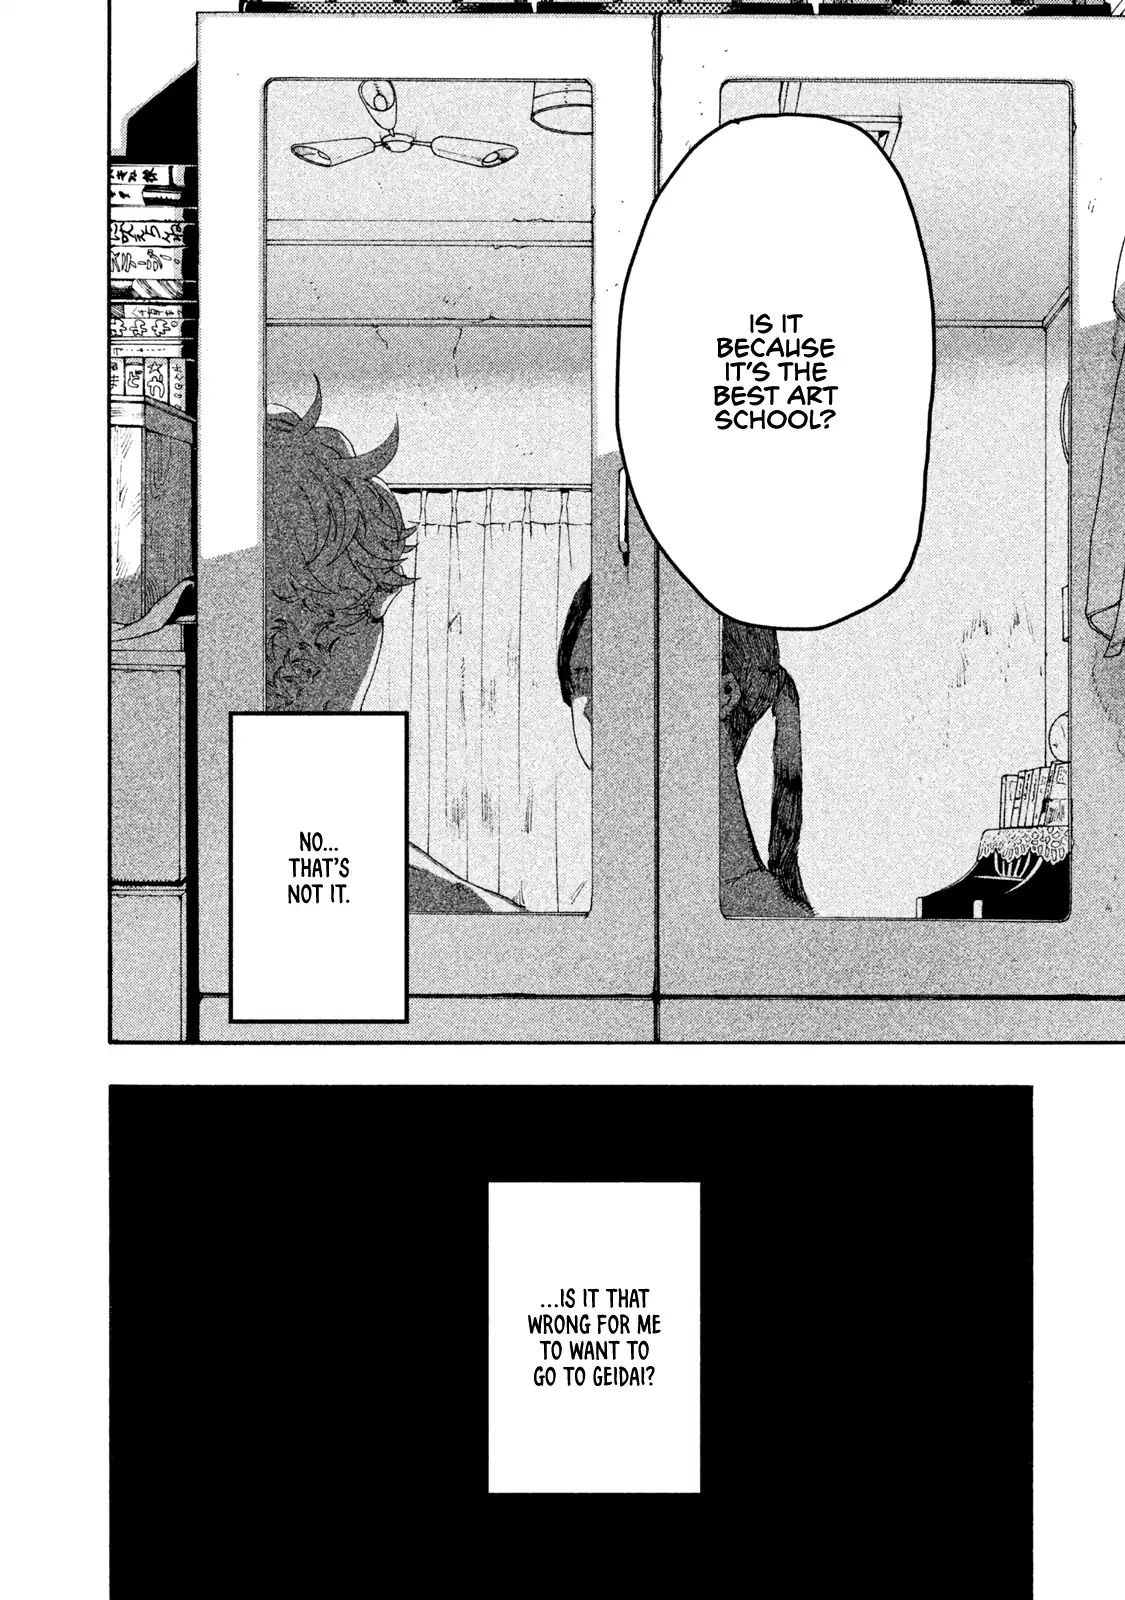 IS IT
BECAUSE
IT'S THE
BEST ART
SCHOOL?
NO...
THAT'S
NOT IT.
...IS IT THAT
WRONG FOR ME
TO WANT TO
GO TO GEIDAI?